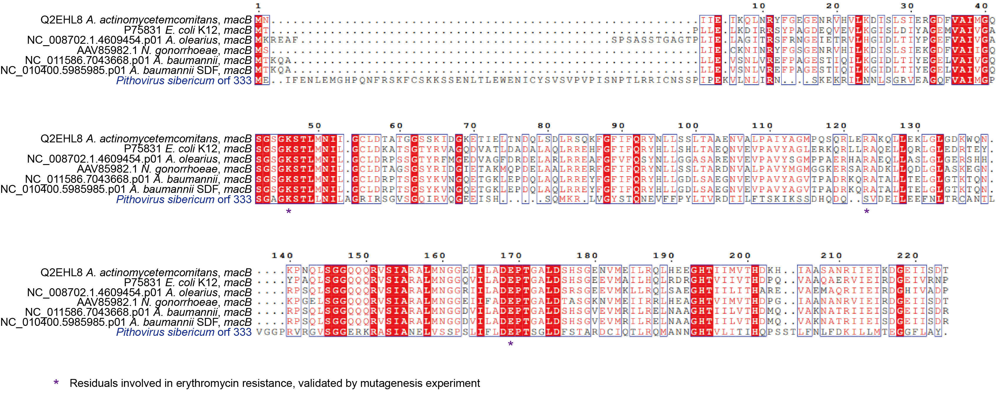 1 10 20 30 40
Q2EHL8 A. actinomycetemcomitans, macB MN..........................................................IIE.IKQLNRYFGEGENRVHVLKDISLSIERGDFVAIMGQ
P75831 E. coli K12, macB MT.........................................................PLLE.LKDIRRSYPAGDEQVEVLKGISLDIYAGEMVAIVGA
NC_008702.1.4609454.p01 A. olearius, macB MKREAF..........................................SPSASSTGAGTPLIE.LAGITRSFRNGEIETRVLHGIDLTIYPGEFVAIVGA
AAV85982.1 N. gonorrhoeae, macB MS..........................................................LIE.CKNINRYFGSGENRVHILKDISLSIEKGDFVAIIGQ
NC_011586.7043668.p01 A. baumannii, macB MTKQA.......................................................LLE.VSNLVREFPAGESTIQILKGIDLTIYEGELVAIVGQ
NC_010400.5985985.p01 A. baumannii SDF, macB MTKQA.......................................................LLE.VSNLVREFPAGESTIQILKGIDLTIYEGELVAIVGQ
Pithovirus sibericum orf 333 ME..IFENLEMGHPQNFRSKFCSKKSSENLTLEWENICYSVSVPVPISNPTLRRICNSSPIPEKVLNLIRN....SKEKRILNNLSGRVEAGQFVAIMGP
50 60 70 80 90 100 110 120 130
Q2EHL8 A. actinomycetemcomitans, macB SGSGKSTLMNII.GCLDTATGGSSKIDGKETIELTNDQLSDLRSQKFGFIFQRYNLLSSLTAAENVALPAIYAGMPQSQRLERAKQLLEKLGLGDKWQN.
P75831 E. coli K12, macB SGSGKSTLMNIL.GCLDKATSGTYRVAGQDVATLDADALAQLRREHFGFIFQRYHLLSHLTAEQNVEVPAVYAGLERKQRLLRAQELLQRLGLEDRTEY.
NC_008702.1.4609454.p01 A. olearius, macB SGSGKSTLMNIL.GCLDRPSSGTYRFMGEDVAGFDRDELARLRREAFGFVFQSYNLLGGASARENVEVPAVYSGMPPAERHARAEQLLASLGLGERSHH.
AAV85982.1 N. gonorrhoeae, macB SGSGKSTLMNIL.GCLDTAGSGSYRIDGIETAKMQPDELAALRRERFGFIFQRYNLLSSLTARDNVALPAVYMGMGGKERSARADKLLQDLGLASKEGN.
NC_011586.7043668.p01 A. baumannii, macB SGSGKSTLMNIL.GCLDRPTSGSYKVNGQETGKLEPDQLAQLRREYFGFIFQRYHLLGDLSAEGNVEVPAVYAGVTPADRKQRATALLTELGLGTKTQN.
NC_010400.5985985.p01 A. baumannii SDF, macB SGSGKSTLMNIL.GCLDRPTSGSYKVNGQETGKLEPDQLAQLRREYFGFIFQRYHLLGDLSAEGNVEVPAVYAGVTPADRKQRATALLTELGLGTKTQN.
Pithovirus sibericum orf 333 SGAGKSTLLNILAGRIRSGVSGQIRVQGEEISH.....SQMKR.LVGYSTQNEVFFPYLTVRDTILFTSKIKSSDHQDQ..SVDEILEEFNLTRCANTL
* *
140 150 160 170 180 190 200 210 220
Q2EHL8 A. actinomycetemcomitans, macB ....KPNQLSGGQQQRVSIARALMNGGEIILADEPTGALDSHSGENVMEILRQLHEEGHTIIMVTHDKH..IAASANRIIEIKDGEIISDT
P75831 E. coli K12, macB ....YPAQLSGGQQQRVSIARALMNGGQVILADEPTGALDSHSGEEVMAILHQLRDRGHTVIIVTHDPQ..VAAQAERVIEIRDGEIVRNP
NC_008702.1.4609454.p01 A. olearius, macB ....RPSQLSGGQQQRVSIARALMNGGRIILADEPTGALDSRSGEEVMKLLRQLSAEGHTIILITHARE..VAEMAQRIIEIRDGHIVADP
AAV85982.1 N. gonorrhoeae, macB ....KPGELSGGQQQRVSIARALMNGGEIIFADEPTGALDTASGKNVMEIIRRLHEAGHTVIMVTHDPG..IAANANRVIEIRDGEIISDT
NC_011586.7043668.p01 A. baumannii, macB ....RPSQLSGGQQQRVSIARALMNGGDVILADEPTGALDSHSGVEVMRILRELNAAGHTIILVTHDMQ..VAKNATRIIEISDGEIISDR
NC_010400.5985985.p01 A. baumannii SDF, macB ....RPSQLSGGQQQRVSIARALMNGGDVILADEPTGALDSHSGVEVMRILRELNAAGHTIILVTHDMQ..VAKNATRIIEISDGEIISDR
Pithovirus sibericum orf 333 VGGPRVRGVSGGERKRASIANELVSSPSLIFLDEPTSGLDFSTARDCIQTLRQMANNGHTVLITIHQPSSTLFNLFDKILLMTEGGFLAY.
*
* Residuals involved in erythromycin resistance, validated by mutagenesis experiment